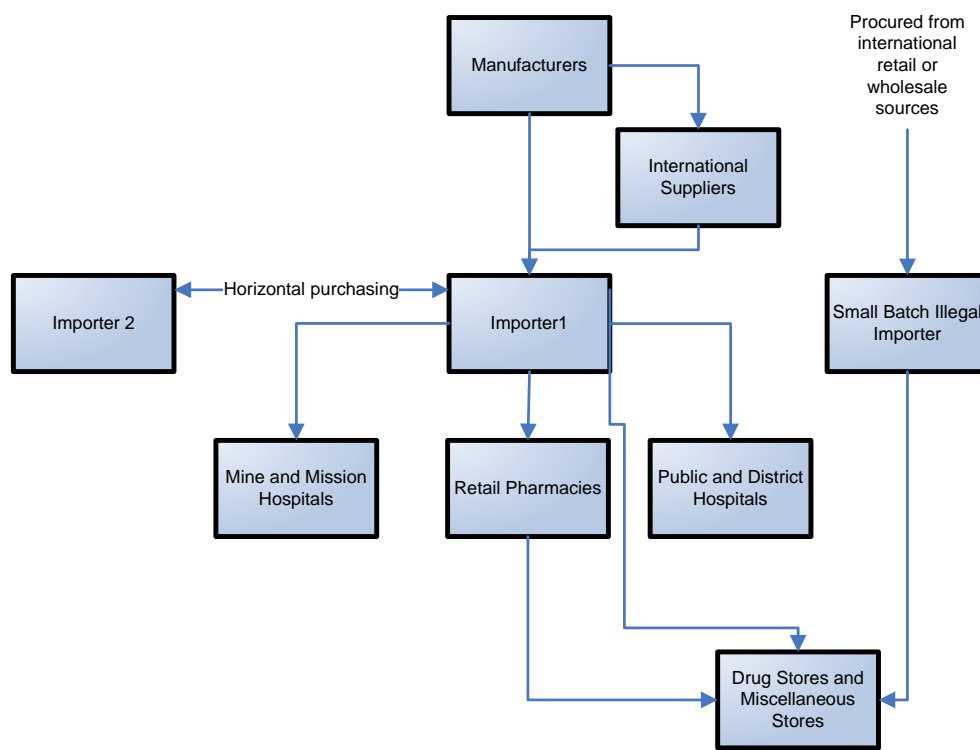 Procured from
international
retail or
wholesale
sources
Manufacturers
International
Suppliers
Importer 2
Horizontal purchasing
Importer1
Small Batch Illegal
Importer
Mine and Mission
Hospitals
Retail Pharmacies
Public and District
Hospitals
Drug Stores and
Miscellaneous
Stores